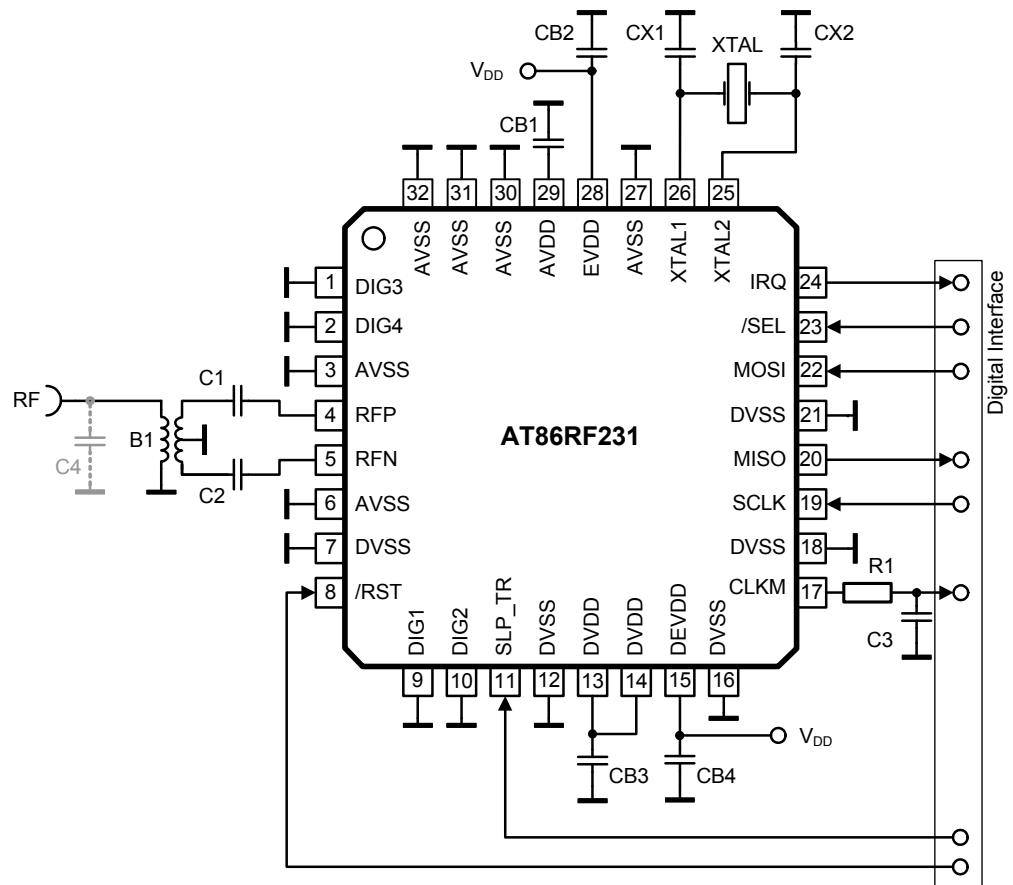 CB2
CX1
XTAL
CX2
VDD
CB1
32
31
30
29
28
27
26
25
AVSS
AVSS
AVSS
AVDD
EVDD
AVSS
XTAL1
XTAL2
1
DIG3
2
DIG4
3
AVSS
4
RFP
5
RFN
6
AVSS
7
DVSS
8
/RST
RF
C4
B1
C1
C2
AT86RF231
IRQ
24
/SEL
23
MOSI
22
DVSS
21
MISO
20
SCLK
19
DVSS
18
CLKM
17
R1
C3
Digital Interface
DIG1
DIG2
SLP_TR
DVSS
DVDD
DVDD
DEVDD
DVSS
9
10
11
12
13
14
15
16
CB3
CB4
VDD